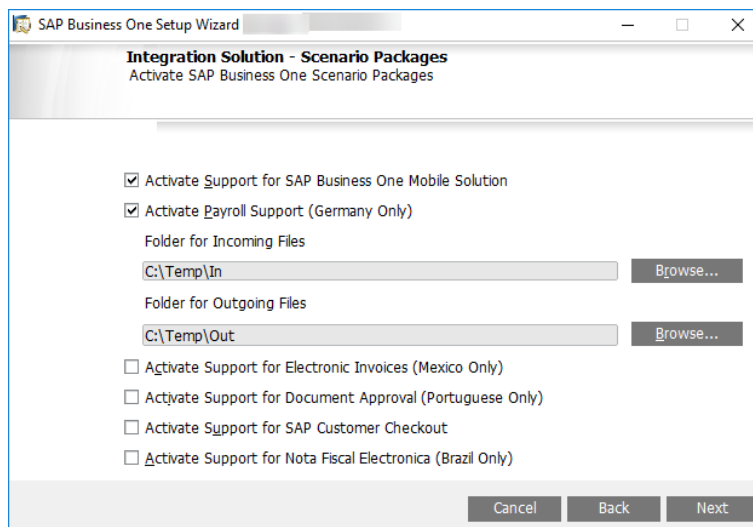 SAP Business One Setup Wizard
Integration Solution - Scenario Packages
Activate SAP Business One Scenario Packages
Activate Support for SAP Business One Mobile Solution
Activate Payroll Support (Germany Only)
Folder for Incoming Files
C:\Temp\In Browse...
Folder for Outgoing Files
C:\Temp\Out Browse...
Activate Support for Electronic Invoices (Mexico Only)
Activate Support for Document Approval (Portuguese Only)
Activate Support for SAP Customer Checkout
Activate Support for Nota Fiscal Electronica (Brazil Only)
Cancel Back Next